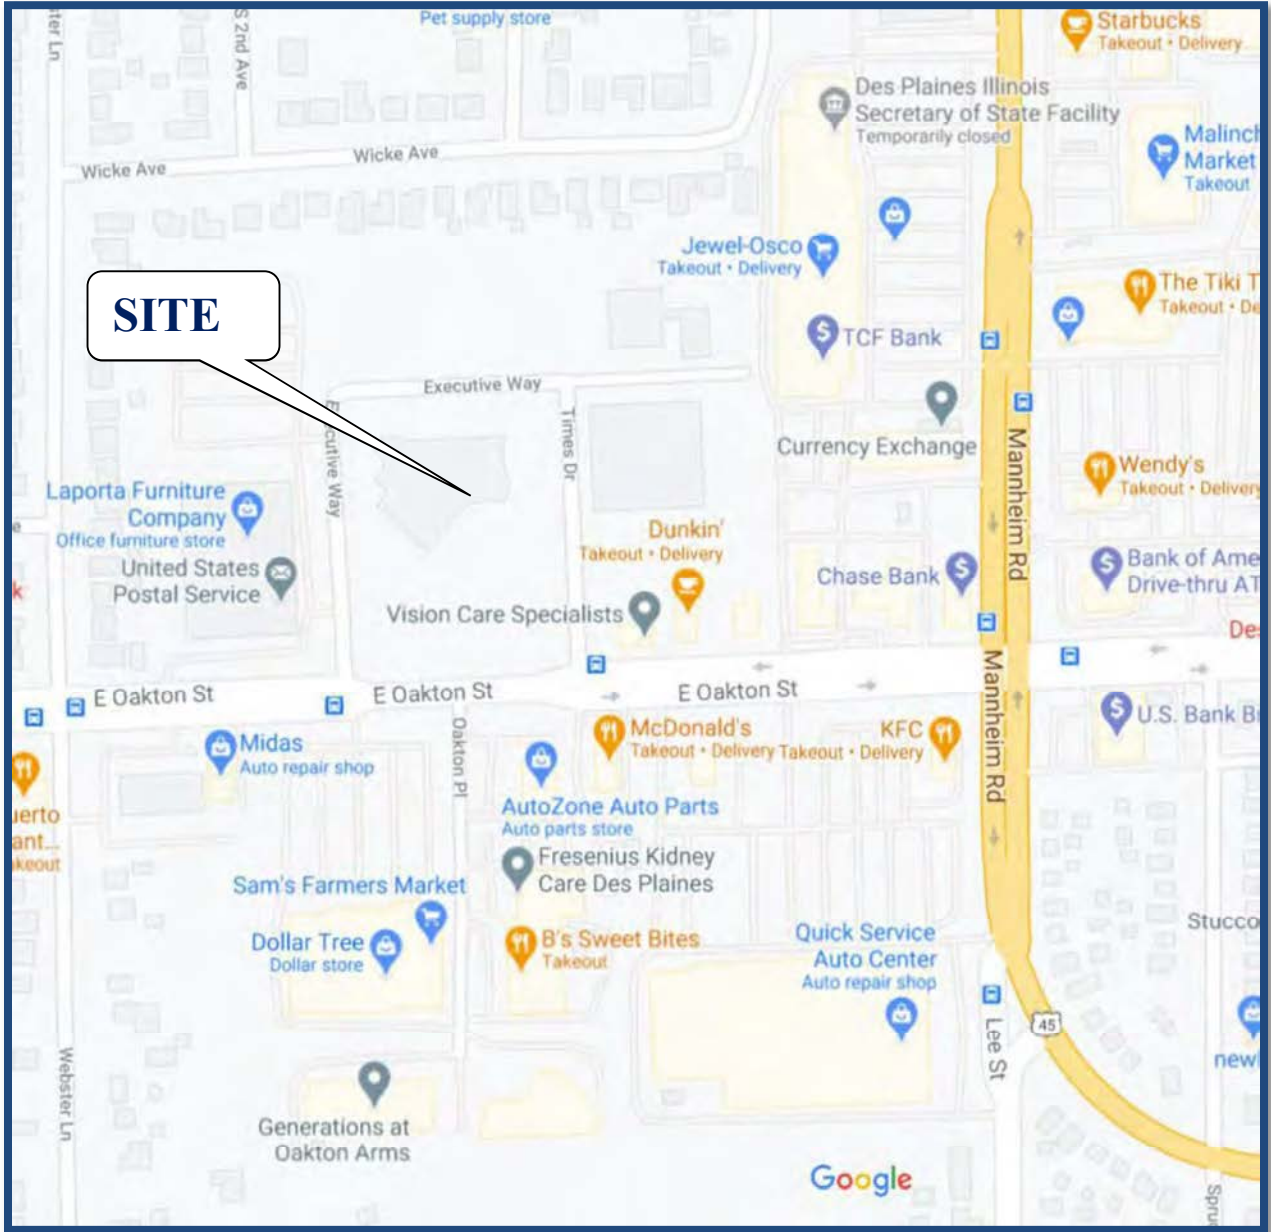 Pet supply store
S 2nd Ave
Starbucks
Takeout • Delivery
Des Plaines Illinois
Secretary of State Facility
Temporarily closed
Market
Takeout
Wicke Ave
Wicke Ave
Jewel-Osco
Takeout • Delivery
The Tiki T
Takeout • De
SITE
TCF Bank
Executive Way
Executive Way
Times Dr
Currency Exchange
Mannheim Rd
Wendy's
Takeout • Delivery
Laporta Furniture
Company
Office furniture store
Dunkin'
Takeout • Delivery
United States
Postal Service
Chase Bank
Bank of Ame
Drive-thru AT
Vision Care Specialists
E Oakton St
E Oakton St
E Oakton St
Mannheim Rd
U.S. Bank
Oakton Pl
Midas
Auto repair shop
McDonald's
Takeout • Delivery
KFC
Takeout • Delivery
AutoZone Auto Parts
Auto parts store
Fresenius Kidney
Care Des Plaines
Sam's Farmers Market
Dollar Tree
Dollar store
B's Sweet Bites
Takeout
Quick Service
Auto Center
Auto repair shop
Stucco
45
Lee St
Webster Ln
Generations at
Oakton Arms
Google